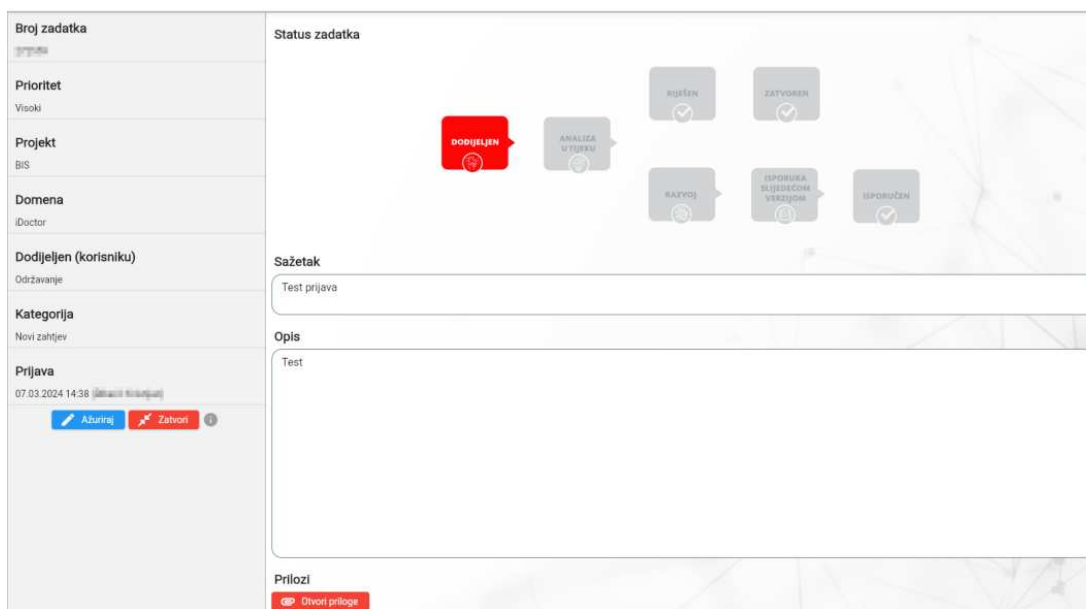 Broj zadatka
Prioritet
Visoki
Projekt
BIS
Domena
iDoctor
Dodijeljen (korisniku)
Održavanje
Kategorija
Novi zahtjev
Prijava
07.03.2024 14:38
Ažuriraj
Zatvori
Status zadatka
DODIJELJEN
ANALIZA
U TIJEKU
RIJEŠEN
ZATVOREN
RAZVOJ
ISPORUKA
SLIJEDEĆOM
VERZIJOM
ISPORUČEN
Sažetak
Test prijava
Opis
Test
Prilozi
Otvori priloge